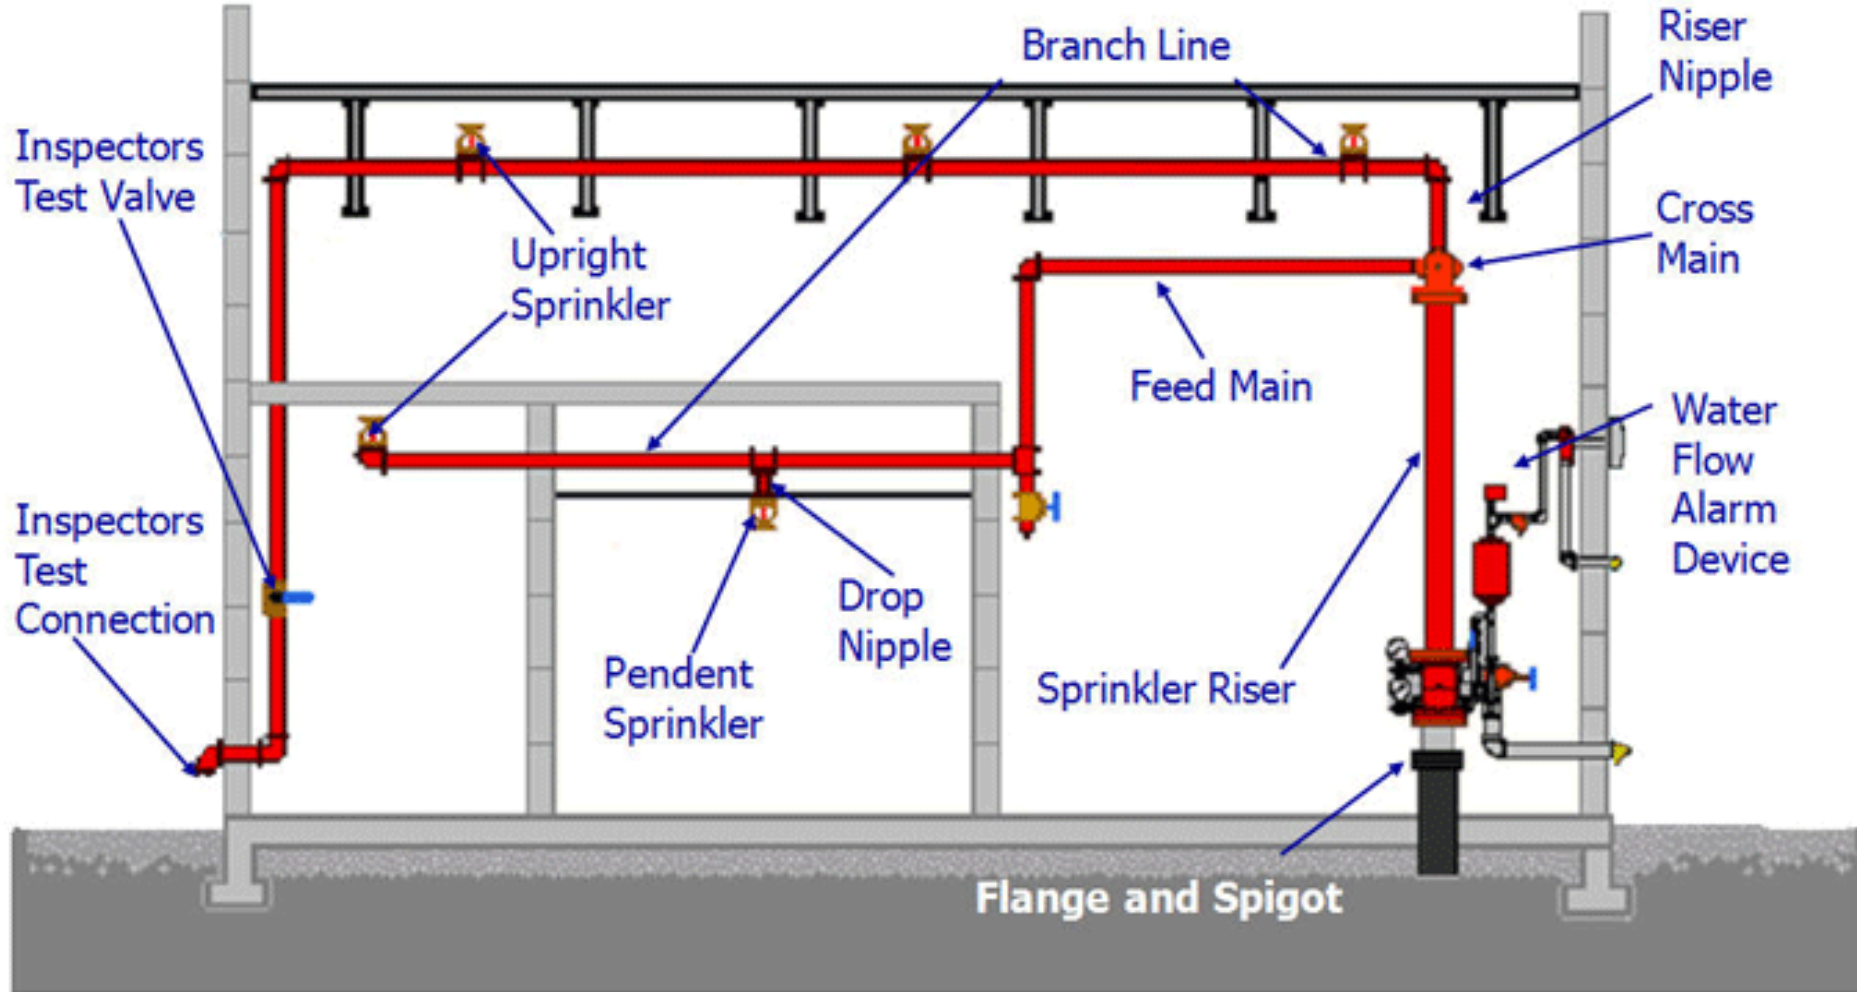 Branch Line
Riser
Nipple
Inspectors
Test Valve
Cross
Main
Upright
Sprinkler
Feed Main
Water
Flow
Alarm
Device
Inspectors
Test
Connection
Drop
Nipple
Pendent
Sprinkler
Sprinkler Riser
Flange and Spigot